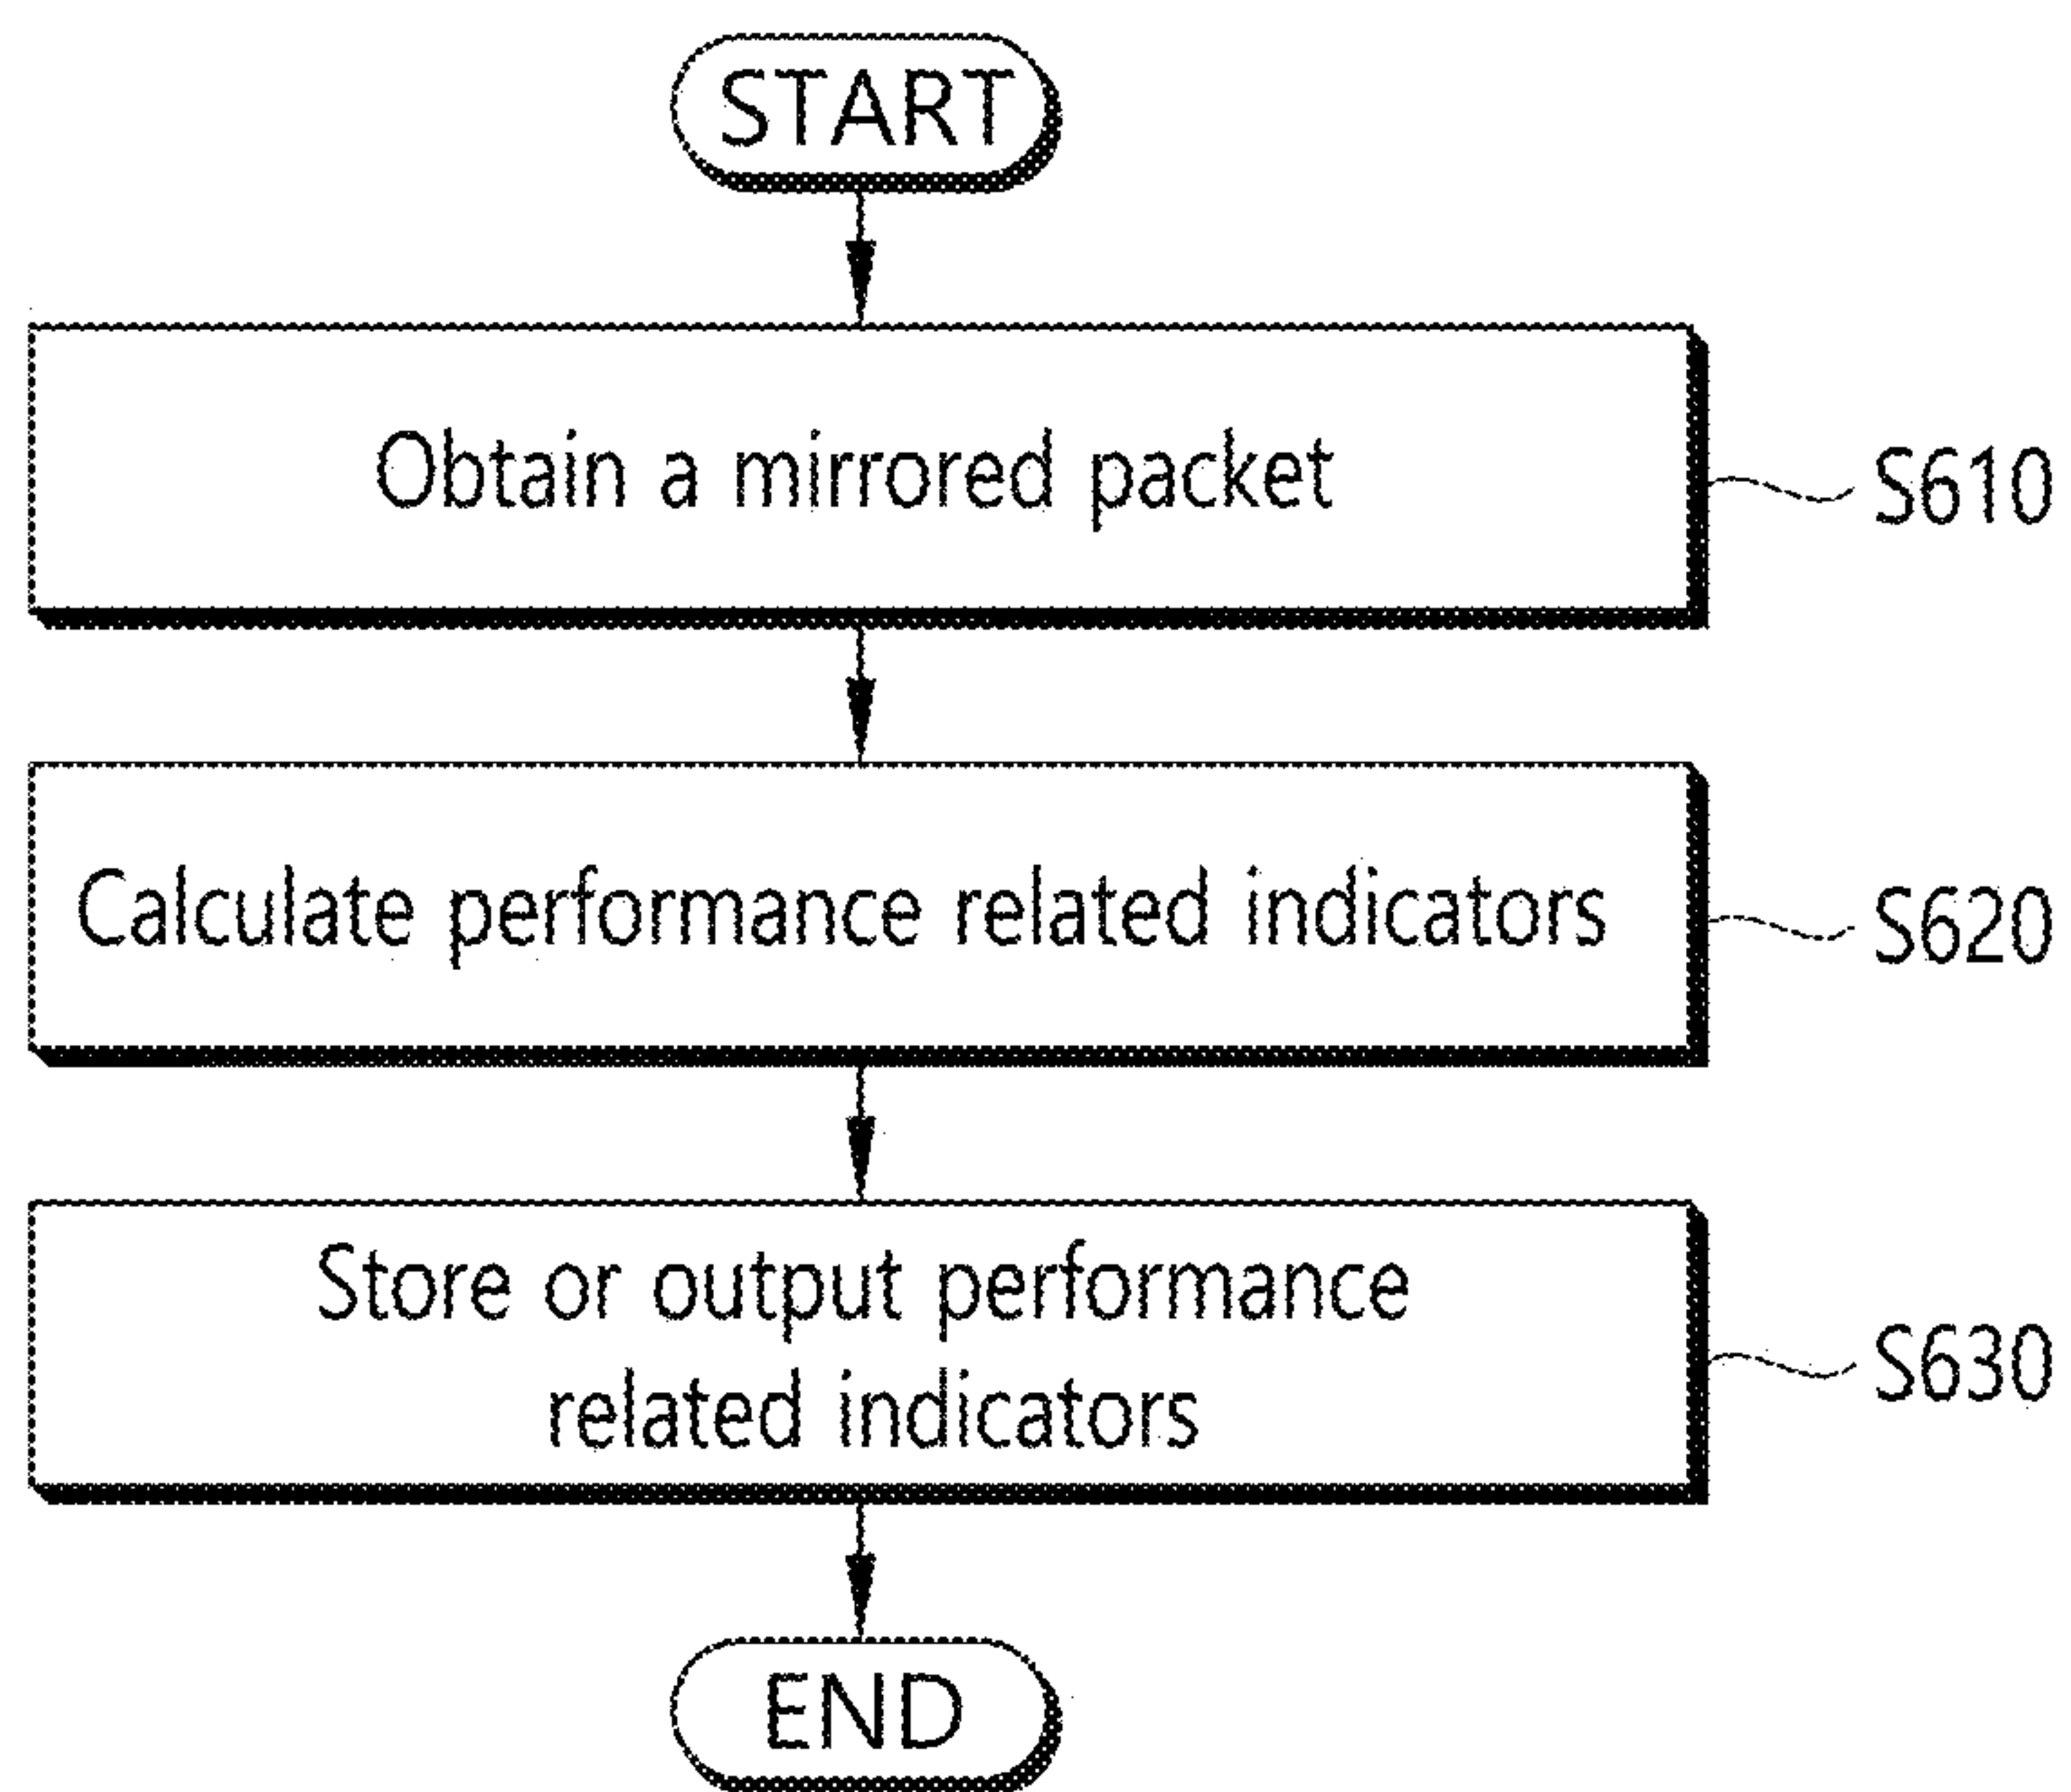 START
Obtain a mirrored packet
S610
Calculate performance related indicators
S620
Store or output performance
related indicators
S630
END